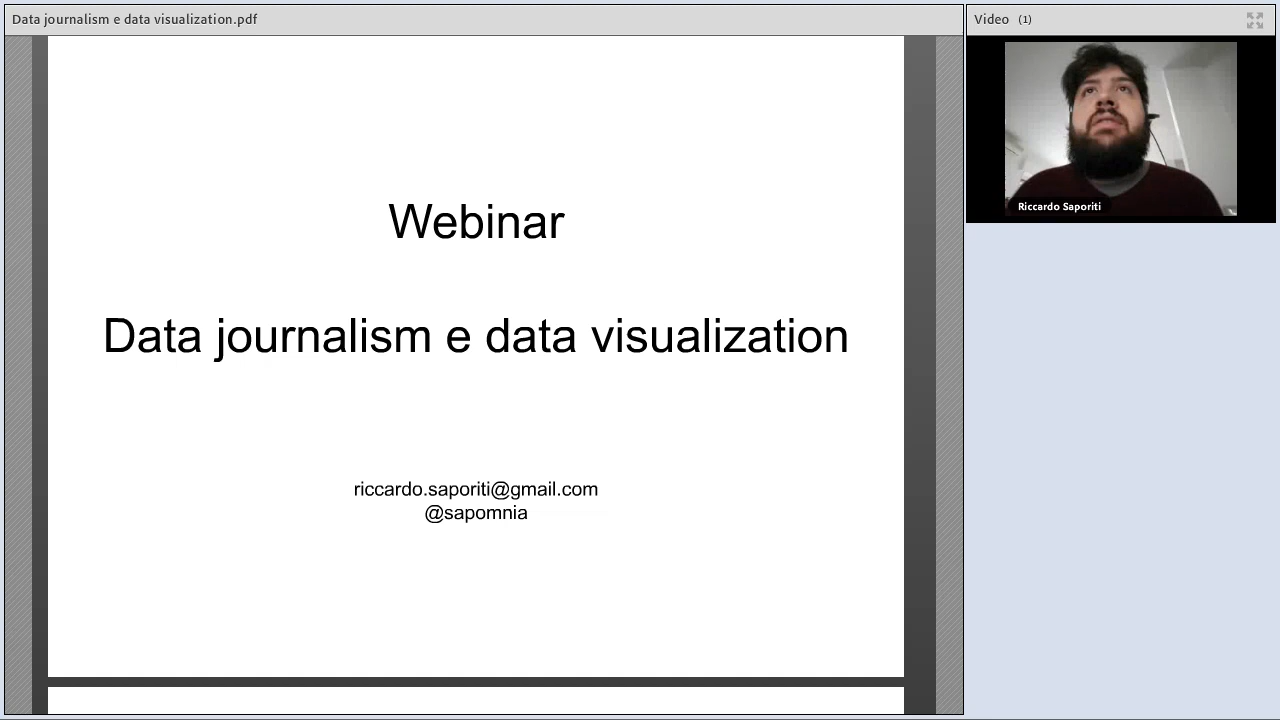 Data journalism e data visualization.pdf
Video (1)
Webinar
Data journalism e data visualization
riccardo.saporiti@gmail.com
@sapomnia
Riccardo Saporiti